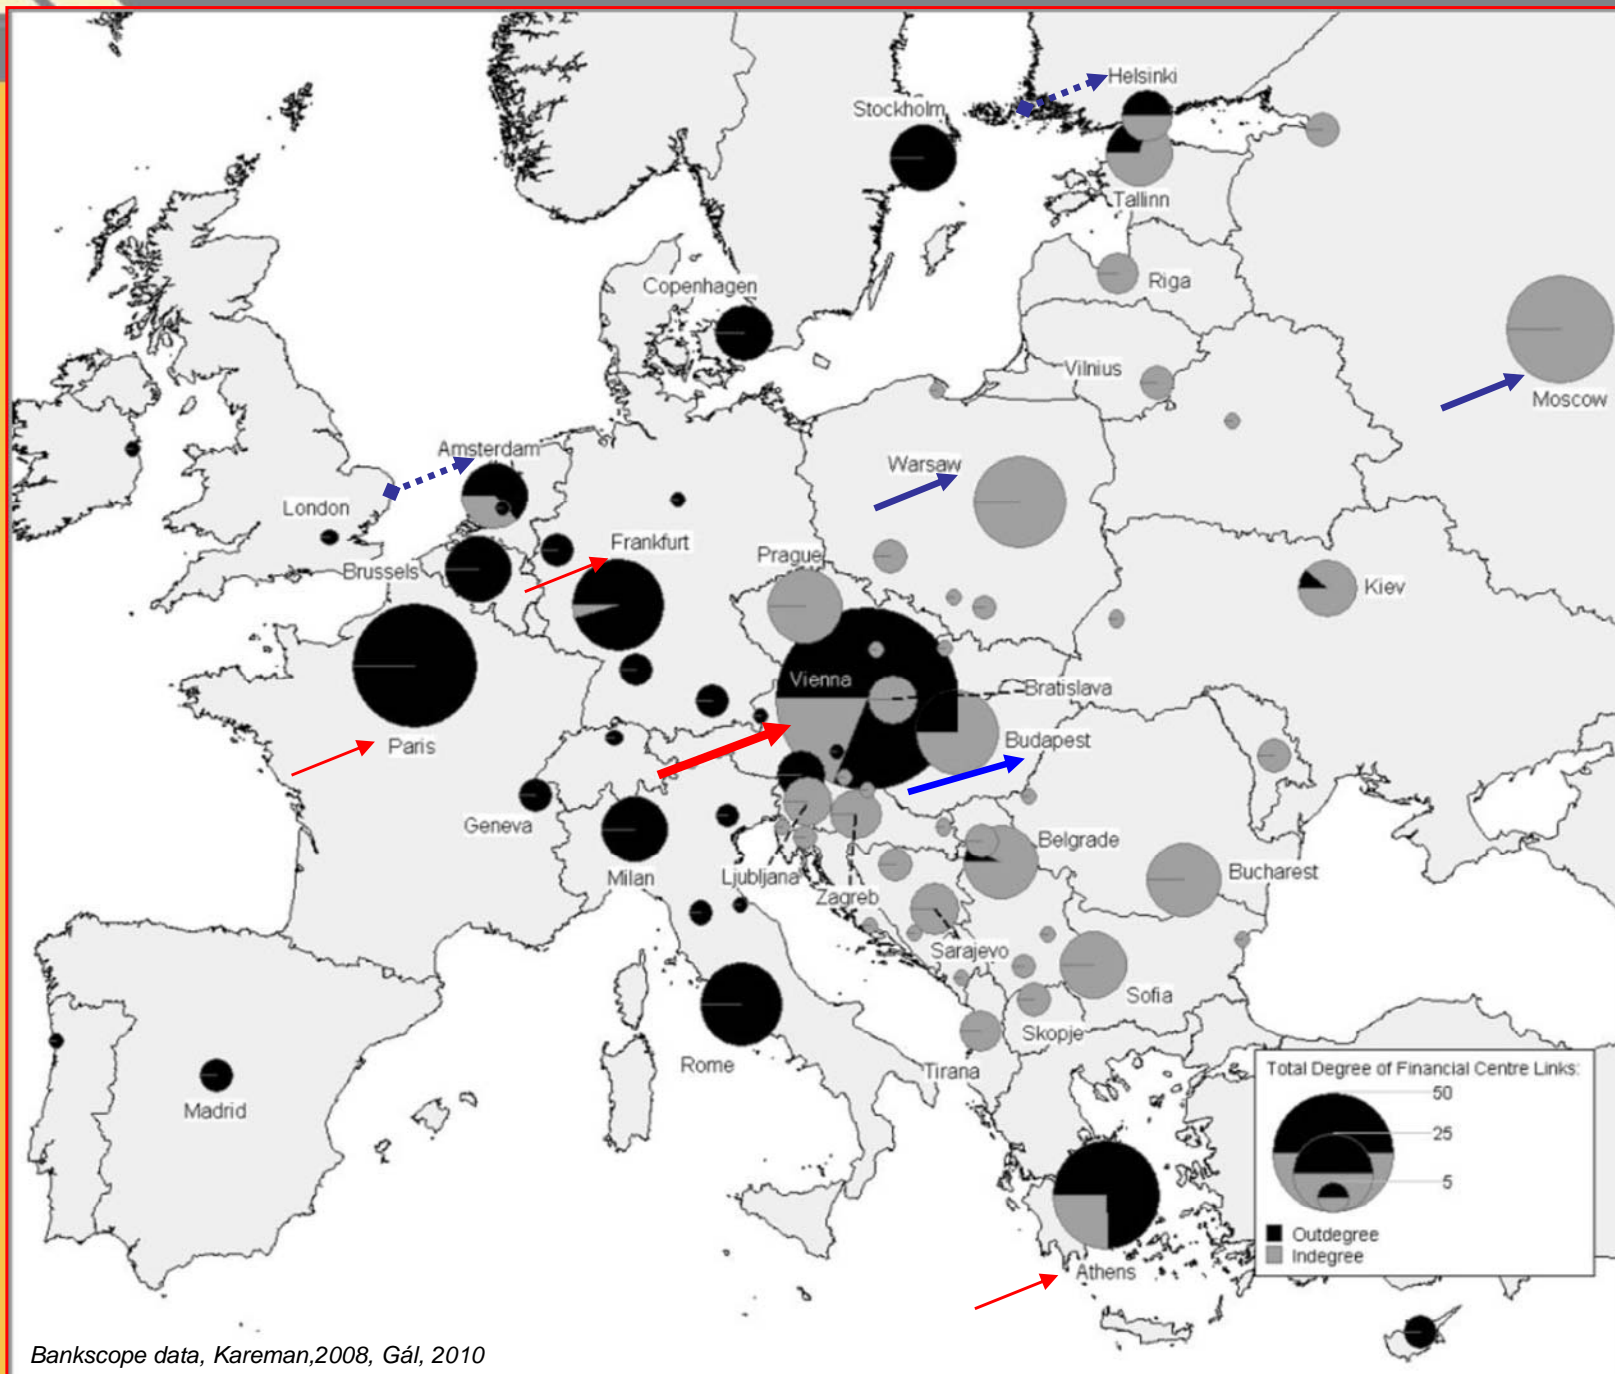 Helsinki
Stockholm
Tallinn
Riga
Copenhagen
Vilnius
Moscow
Amsterdam
Warsaw
London
Frankfurt
Prague
Brussels
Kiev
Vienna
Bratislava
Budapest
Paris
Geneva
Belgrade
Milan
Ljubljana
Bucharest
Zagreb
Sarajevo
Sofia
Skopje
Rome
Tirana
Madrid
Athens
Total Degree of Financial Centre Links:
50
25
5
Outdegree
Indegree
Bankscope data, Kareman,2008, Gál, 2010